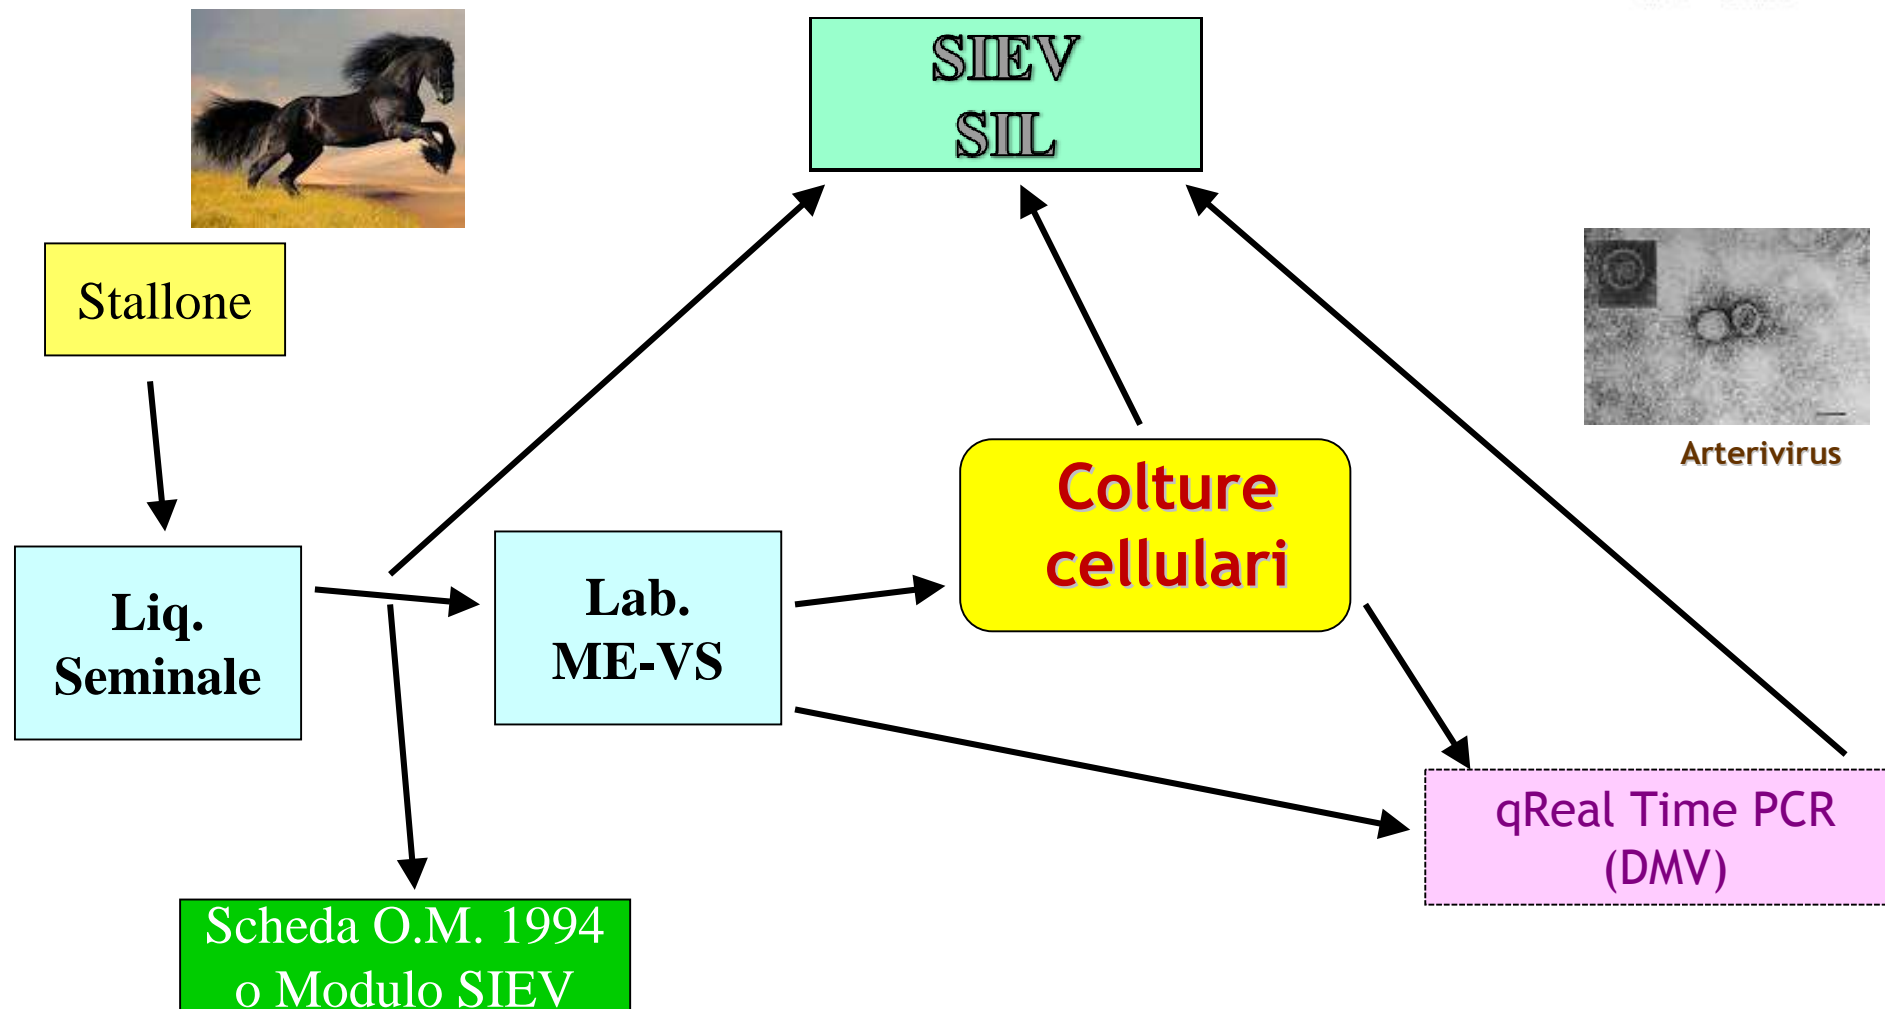 SIEV
SIL
Stallone
Arterivirus
Colture
cellulari
Liq.
Seminale
Lab.
ME-VS
qReal Time PCR
(DMV)
Scheda O.M. 1994
o Modulo SIEV